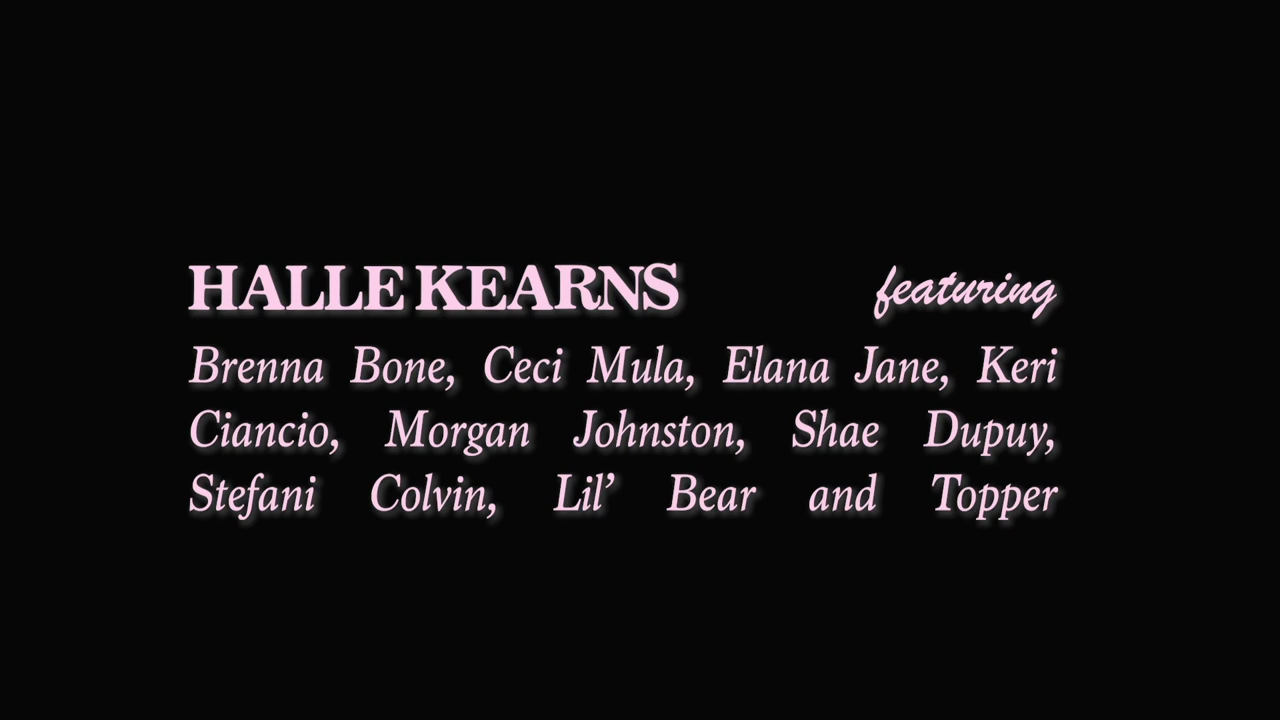 HALLE KEARNS featuring
Brenna Bone, Ceci Mula, Elana Jane, Keri
Ciancio, Morgan Johnston, Shae Dupuy,
Stefani Colvin, Lil’ Bear and Topper